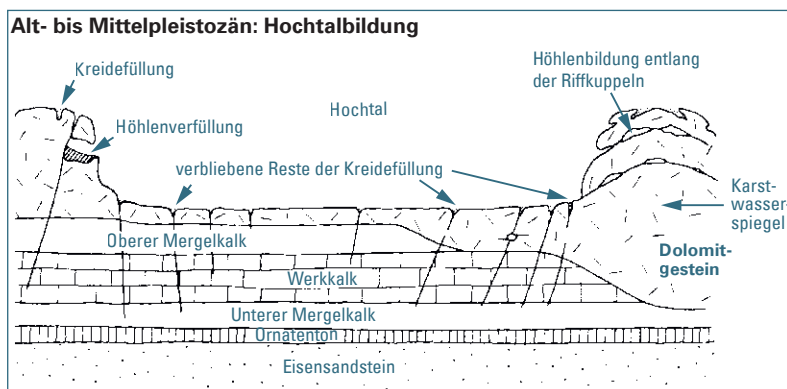 Alt- bis Mittelpleistozän: Hochtalbildung
Kreidefüllung
Höhlenbildung entlang
der Riffkuppeln
Hochtal
Höhlenverfüllung
verbliebene Reste der Kreidefüllung
Karst-
wasser-
spiegel
Oberer Mergelkalk
Dolomit-
gestein
Werkkalk
Unterer Mergelkalk
Ornatenton
Eisensandstein